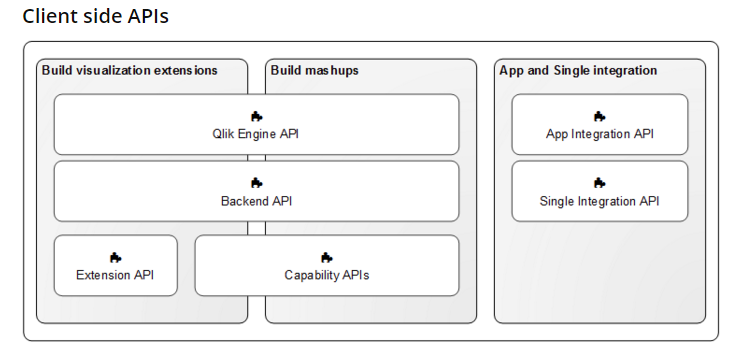 Client side APIs
Build visualization extensions
Build mashups
App and Single integration
Qlik Engine API
App Integration API
Backend API
Single Integration API
Extension API
Capability APIs